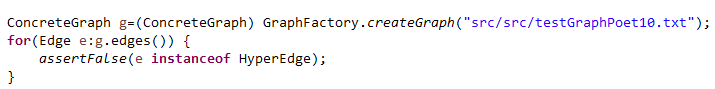 ConcreteGraph g=(ConcreteGraph) GraphFactory.createGraph("src/src/testGraphPoet10.txt");
for(Edge e:g.edges()) {
    assertFalse(e instanceof HyperEdge);
}